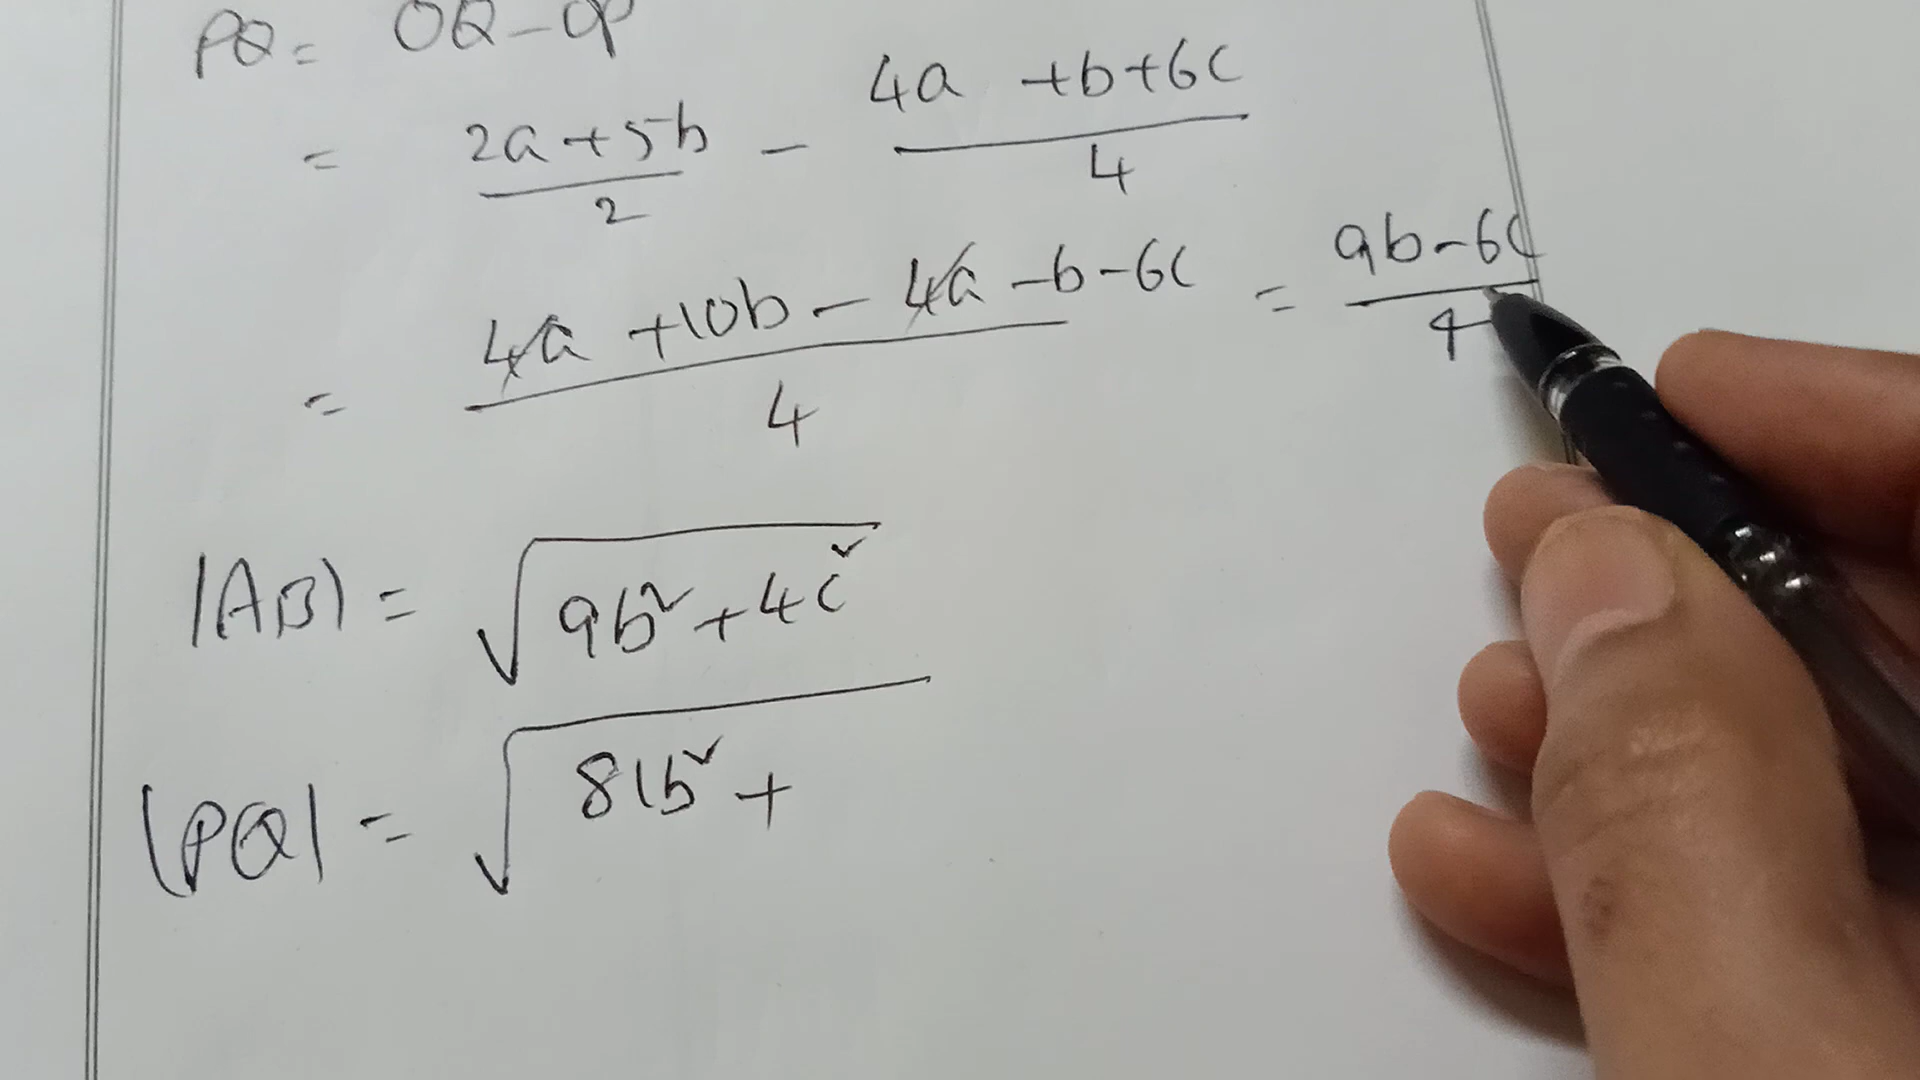 PQ = OQ - OP
= 2a+5b/2 - 4a +b+6c/4
= 4a +10b - 4a -b-6c/4 = 9b-6c/4
|AB| = √9b²+4c²
|PQ| = √81b²+